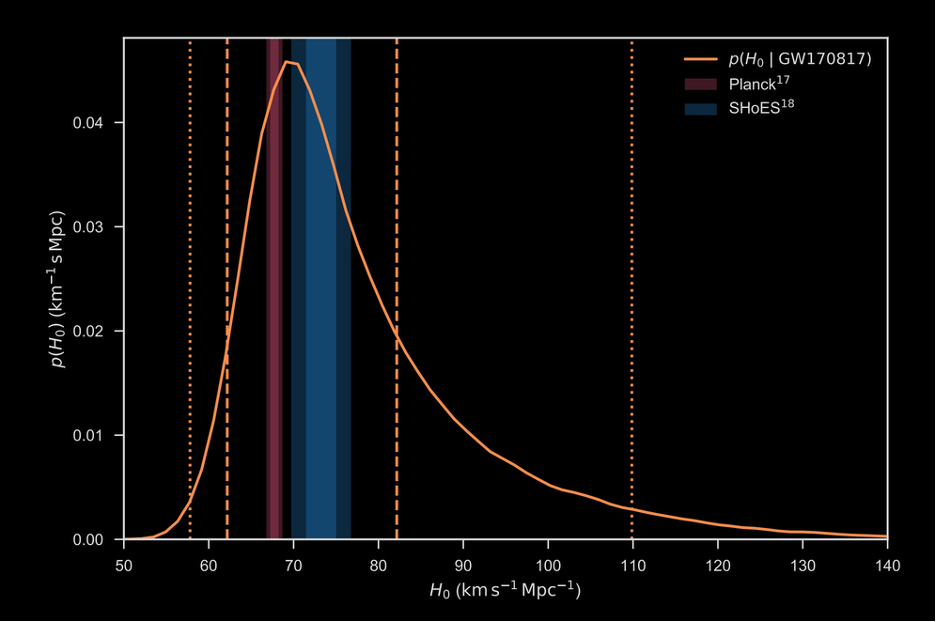 p(H₀ | GW170817)
Planck¹⁷
SHoES¹⁸
0.04
0.03
0.02
0.01
0.00
p(H₀) (km⁻¹ s Mpc)
50 60 70 80 90 100 110 120 130 140
H₀ (km s⁻¹ Mpc⁻¹)